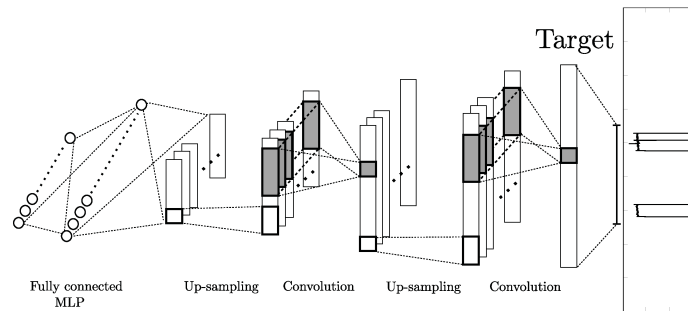 Target
Fully connected
MLP
Up-sampling
Convolution
Up-sampling
Convolution